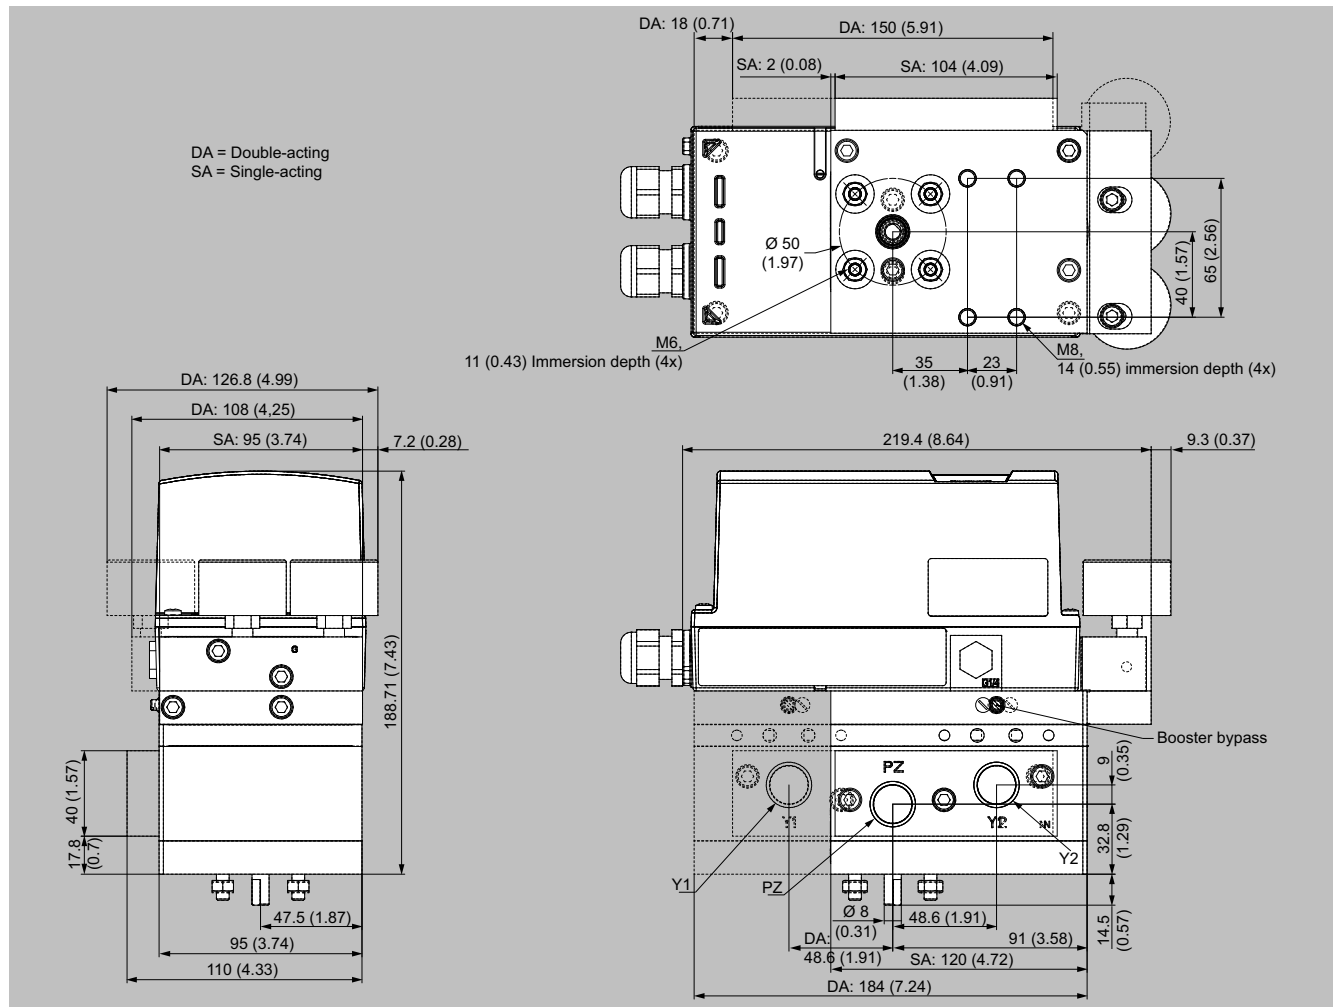 DA: 18 (0.71)
DA: 150 (5.91)
SA: 2 (0.08)
SA: 104 (4.09)
DA = Double-acting
SA = Single-acting
Ø 50
(1.97)
40 (1.57)
65 (2.56)
M6,
11 (0.43) Immersion depth (4x)
35
(1.38)
23
(0.91)
M8,
14 (0.55) immersion depth (4x)
DA: 126.8 (4.99)
DA: 108 (4,25)
SA: 95 (3.74)
7.2 (0.28)
188.71 (7.43)
40 (1.57)
17.8
(0.7)
47.5 (1.87)
95 (3.74)
110 (4.33)
219.4 (8.64)
9.3 (0.37)
Booster bypass
9
(0.35)
PZ
32.8
(1.29)
Y2
Y1
PZ
14.5
(0.57)
Ø 8
(0.31)
48.6 (1.91)
DA:
48.6 (1.91)
91 (3.58)
SA: 120 (4.72)
DA: 184 (7.24)